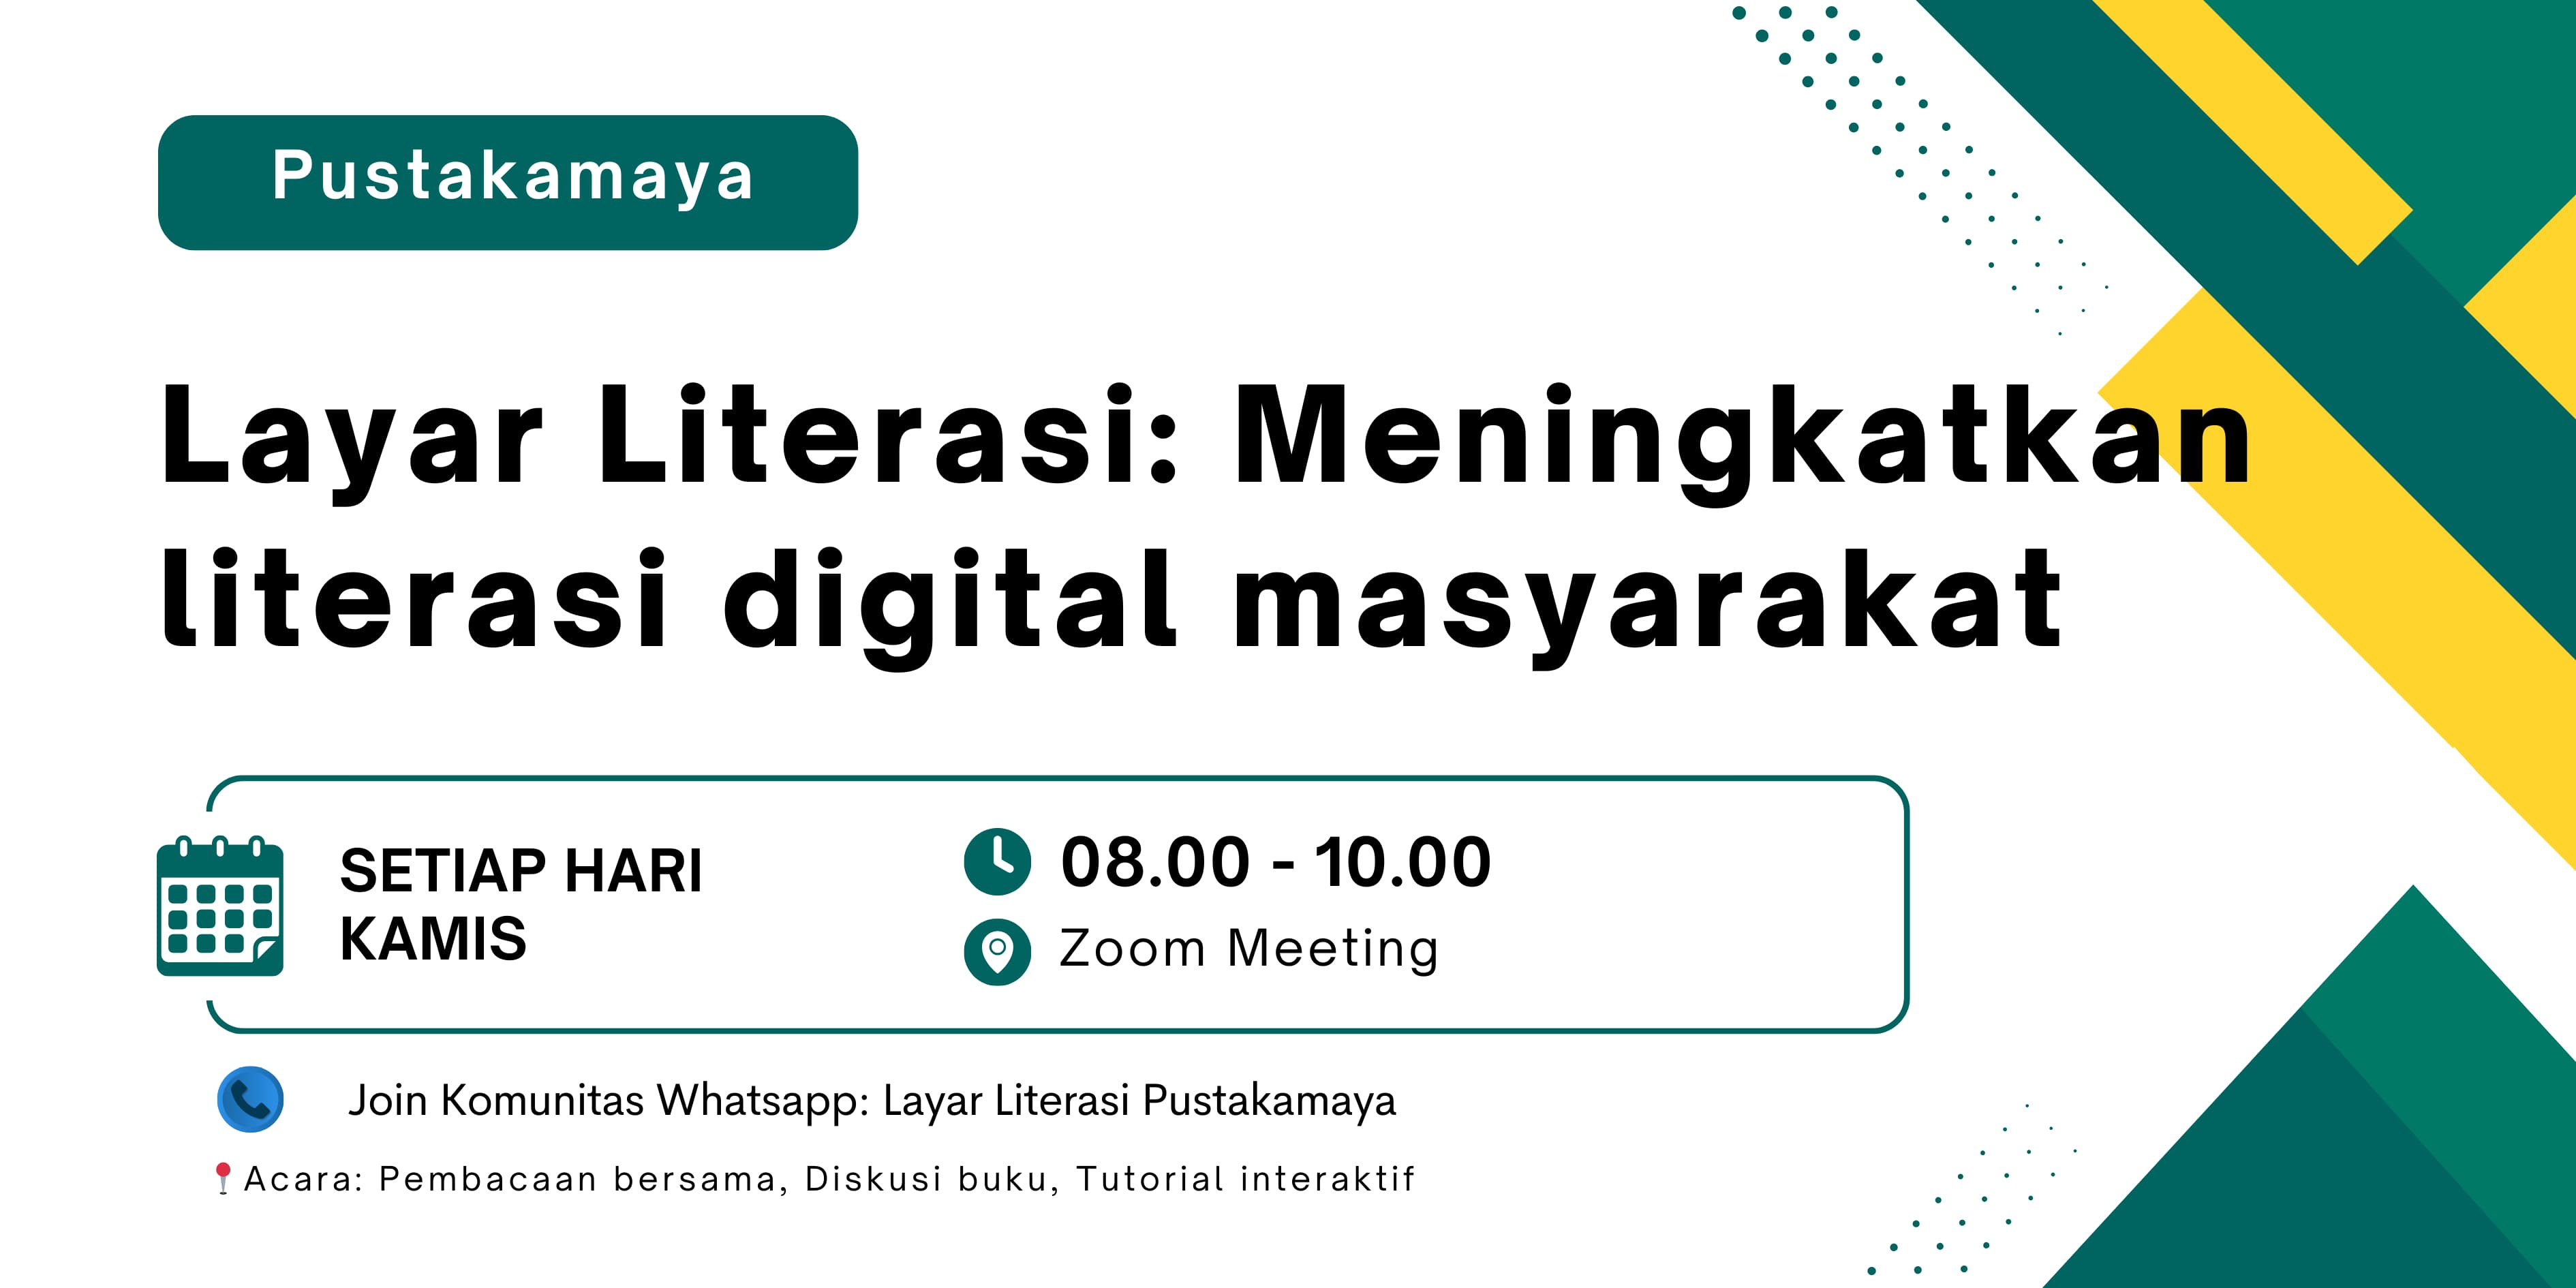 Pustakamaya
Layar Literasi: Meningkatkan
literasi digital masyarakat
SETIAP HARI
KAMIS
08.00 - 10.00
Zoom Meeting
Join Komunitas Whatsapp: Layar Literasi Pustakamaya
Acara: Pembacaan bersama, Diskusi buku, Tutorial interaktif